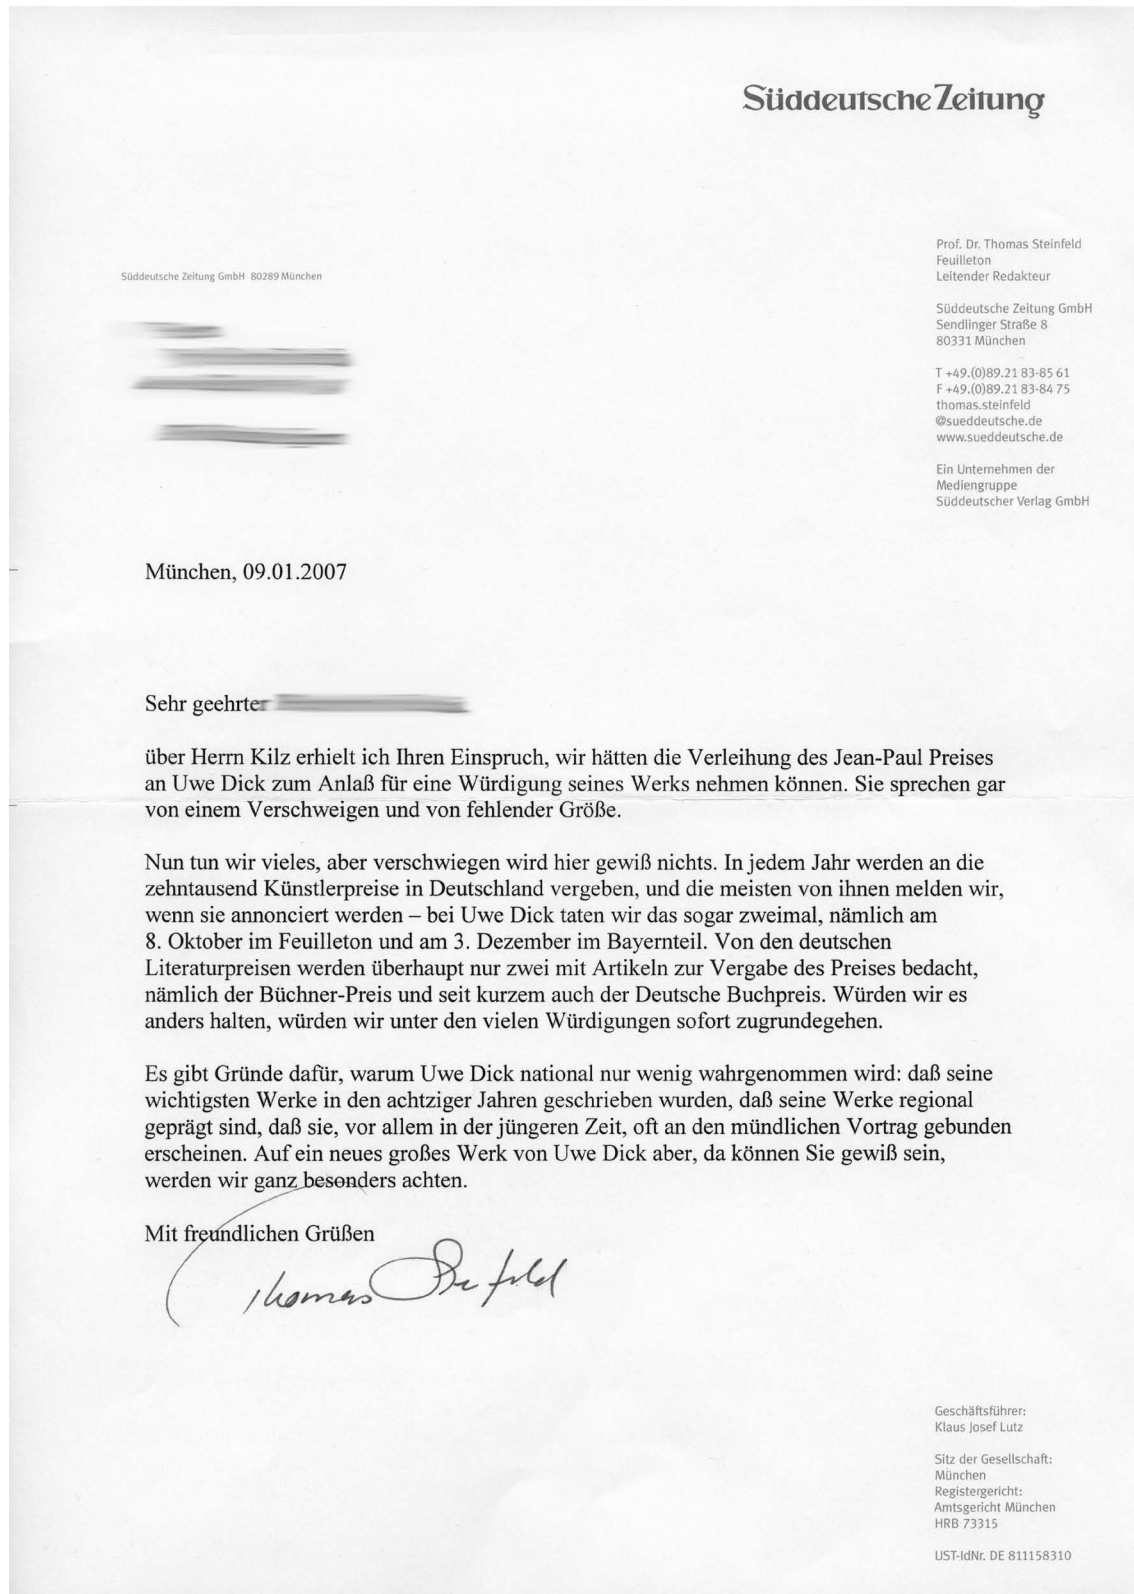 Süddeutsche Zeitung
Prof. Dr. Thomas Steinfeld
Feuilleton
Leitender Redakteur
Süddeutsche Zeitung GmbH
Sendlinger Straße 8
80331 München
T +49.(0)89.21 83-85 61
F +49.(0)89.21 83-84 75
thomas.steinfeld
@sueddeutsche.de
www.sueddeutsche.de
Ein Unternehmen der
Mediengruppe
Süddeutscher Verlag GmbH
Süddeutsche Zeitung GmbH 80289 München
München, 09.01.2007
Sehr geehrter
über Herrn Kilz erhielt ich Ihren Einspruch, wir hätten die Verleihung des Jean-Paul Preises
an Uwe Dick zum Anlaß für eine Würdigung seines Werks nehmen können. Sie sprechen gar
von einem Verschweigen und von fehlender Größe.
Nun tun wir vieles, aber verschwiegen wird hier gewiß nichts. In jedem Jahr werden an die
zehntausend Künstlerpreise in Deutschland vergeben, und die meisten von ihnen melden wir,
wenn sie annonciert werden – bei Uwe Dick taten wir das sogar zweimal, nämlich am
8. Oktober im Feuilleton und am 3. Dezember im Bayernteil. Von den deutschen
Literaturpreisen werden überhaupt nur zwei mit Artikeln zur Vergabe des Preises bedacht,
nämlich der Büchner-Preis und seit kurzem auch der Deutsche Buchpreis. Würden wir es
anders halten, würden wir unter den vielen Würdigungen sofort zugrundegehen.
Es gibt Gründe dafür, warum Uwe Dick national nur wenig wahrgenommen wird: daß seine
wichtigsten Werke in den achtziger Jahren geschrieben wurden, daß seine Werke regional
geprägt sind, daß sie, vor allem in der jüngeren Zeit, oft an den mündlichen Vortrag gebunden
erscheinen. Auf ein neues großes Werk von Uwe Dick aber, da können Sie gewiß sein,
werden wir ganz besonders achten.
Mit freundlichen Grüßen
Thomas Steinfeld
Geschäftsführer:
Klaus Josef Lutz
Sitz der Gesellschaft:
München
Registergericht:
Amtsgericht München
HRB 73315
UST-IdNr. DE 811158310